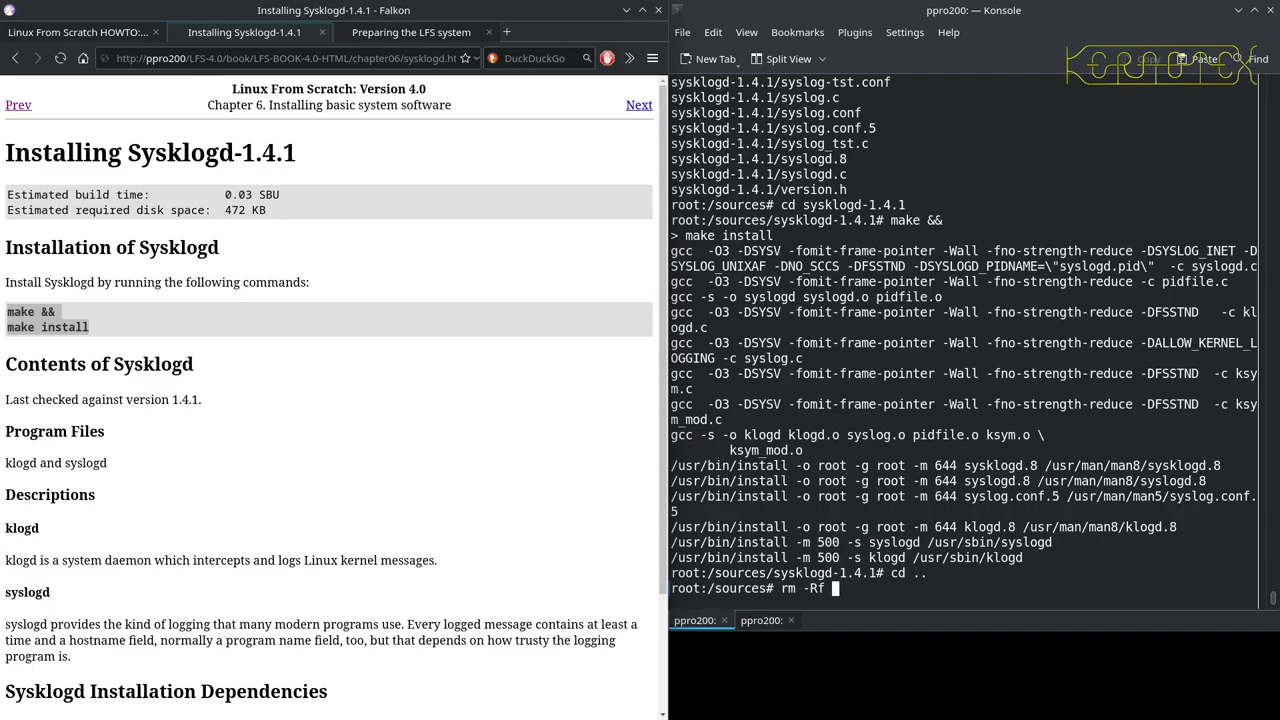 Installing Sysklogd-1.4.1 - Falkon
Linux From Scratch HOWTO:...
Installing Sysklogd-1.4.1
Preparing the LFS system
http://ppro200/LFS-4.0/book/LFS-BOOK-4.0-HTML/chapter06/sysklogd.ht
DuckDuckGo
Linux From Scratch: Version 4.0
Prev
Chapter 6. Installing basic system software
Next
Installing Sysklogd-1.4.1
Estimated build time: 0.03 SBU
Estimated required disk space: 472 KB
Installation of Sysklogd
Install Sysklogd by running the following commands:
make &&
make install
Contents of Sysklogd
Last checked against version 1.4.1.
Program Files
klogd and syslogd
Descriptions
klogd
klogd is a system daemon which intercepts and logs Linux kernel messages.
syslogd
syslogd provides the kind of logging that many modern programs use. Every logged message contains at least a
time and a hostname field, normally a program name field, too, but that depends on how trusty the logging
program is.
Sysklogd Installation Dependencies
ppro200: — Konsole
File Edit View Bookmarks Plugins Settings Help
New Tab
Split View
Copy
Paste
Find
sysklogd-1.4.1/syslog-tst.conf
sysklogd-1.4.1/syslog.c
sysklogd-1.4.1/syslog.conf
sysklogd-1.4.1/syslog.conf.5
sysklogd-1.4.1/syslog_tst.c
sysklogd-1.4.1/syslogd.8
sysklogd-1.4.1/syslogd.c
sysklogd-1.4.1/version.h
root:/sources# cd sysklogd-1.4.1
root:/sources/sysklogd-1.4.1# make &&
> make install
gcc -O3 -DSYSV -fomit-frame-pointer -Wall -fno-strength-reduce -DSYSLOG_INET -D
SYSLOG_UNIXAF -DNO_SCCS -DFSSTND -DSYSLOGD_PIDNAME=\"syslogd.pid\" -c syslogd.c
gcc -O3 -DSYSV -fomit-frame-pointer -Wall -fno-strength-reduce -c pidfile.c
gcc -s -o syslogd syslogd.o pidfile.o
gcc -O3 -DSYSV -fomit-frame-pointer -Wall -fno-strength-reduce -DFSSTND -c kl
ogd.c
gcc -O3 -DSYSV -fomit-frame-pointer -Wall -fno-strength-reduce -DALLOW_KERNEL_L
OGGING -c syslog.c
gcc -O3 -DSYSV -fomit-frame-pointer -Wall -fno-strength-reduce -DFSSTND -c ksy
m.c
gcc -O3 -DSYSV -fomit-frame-pointer -Wall -fno-strength-reduce -DFSSTND -c ksy
m_mod.c
gcc -s -o klogd klogd.o syslog.o pidfile.o ksym.o \
ksym_mod.o
/usr/bin/install -o root -g root -m 644 sysklogd.8 /usr/man/man8/sysklogd.8
/usr/bin/install -o root -g root -m 644 syslogd.8 /usr/man/man8/syslogd.8
/usr/bin/install -o root -g root -m 644 syslog.conf.5 /usr/man/man5/syslog.conf.
5
/usr/bin/install -o root -g root -m 644 klogd.8 /usr/man/man8/klogd.8
/usr/bin/install -m 500 -s syslogd /usr/sbin/syslogd
/usr/bin/install -m 500 -s klogd /usr/sbin/klogd
root:/sources/sysklogd-1.4.1# cd ..
root:/sources# rm -Rf
ppro200:
ppro200: